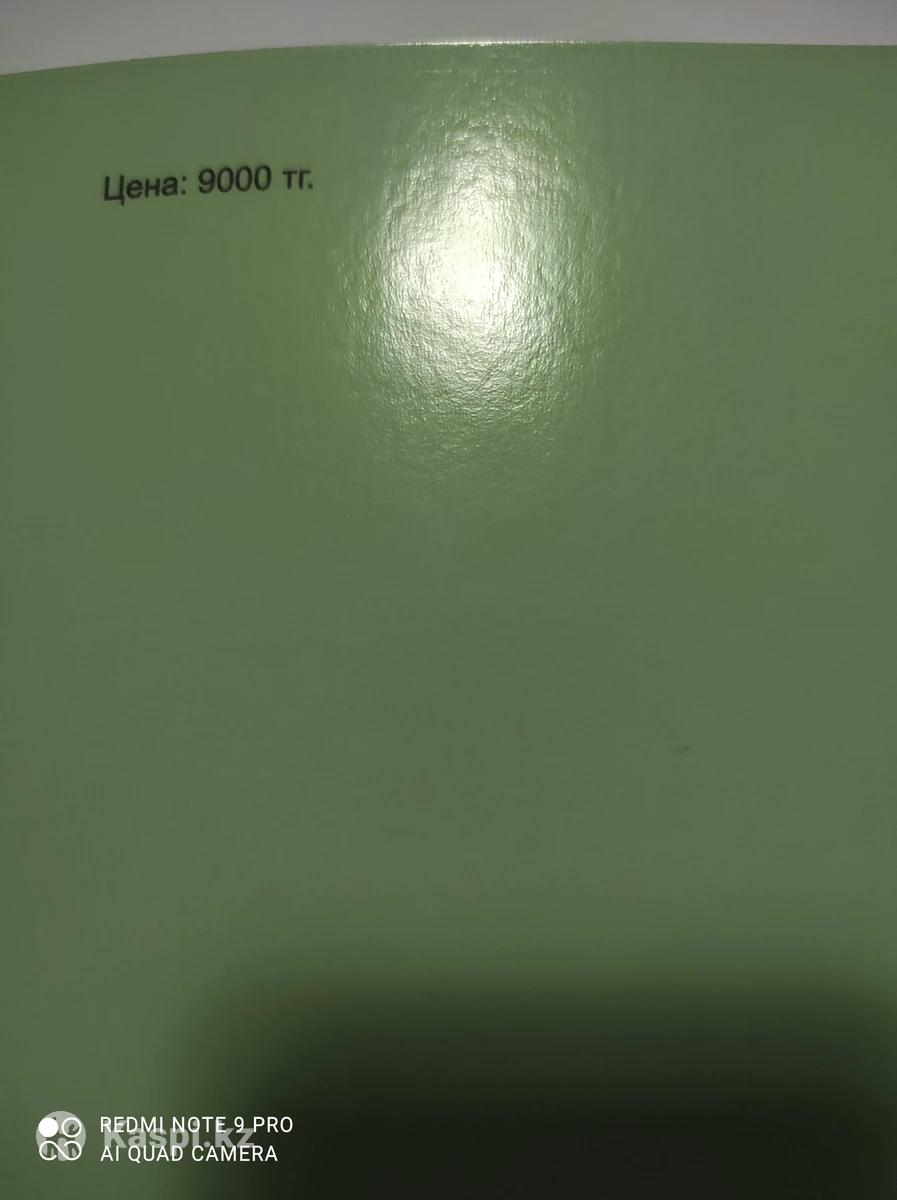 Цена: 9000 тг.
REDMI NOTE 9 PRO
Kaspi.kz
AI QUAD CAMERA